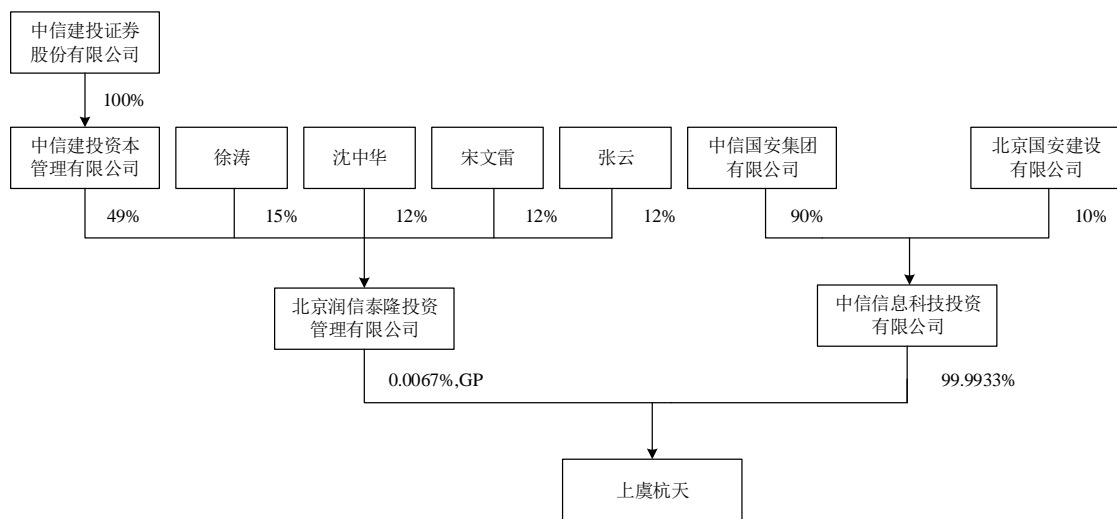 中信建投证券
股份有限公司
100%
中信建投资本
管理有限公司
徐涛
沈中华
宋文雷
张云
中信国安集团
有限公司
北京国安建设
有限公司
49%
15%
12%
12%
12%
90%
10%
北京润信泰隆投资
管理有限公司
中信信息科技投资
有限公司
0.0067%,GP
99.9933%
上虞杭天